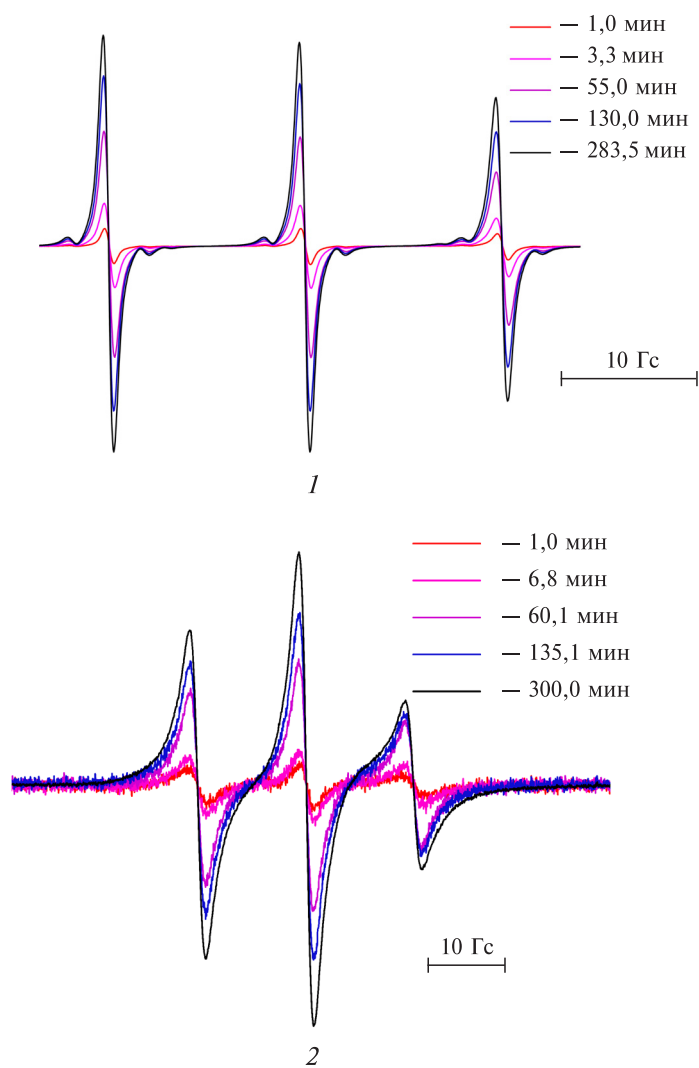 — 1,0 мин
— 3,3 мин
— 55,0 мин
— 130,0 мин
— 283,5 мин
10 Гс
1
— 1,0 мин
— 6,8 мин
— 60,1 мин
— 135,1 мин
— 300,0 мин
10 Гс
2